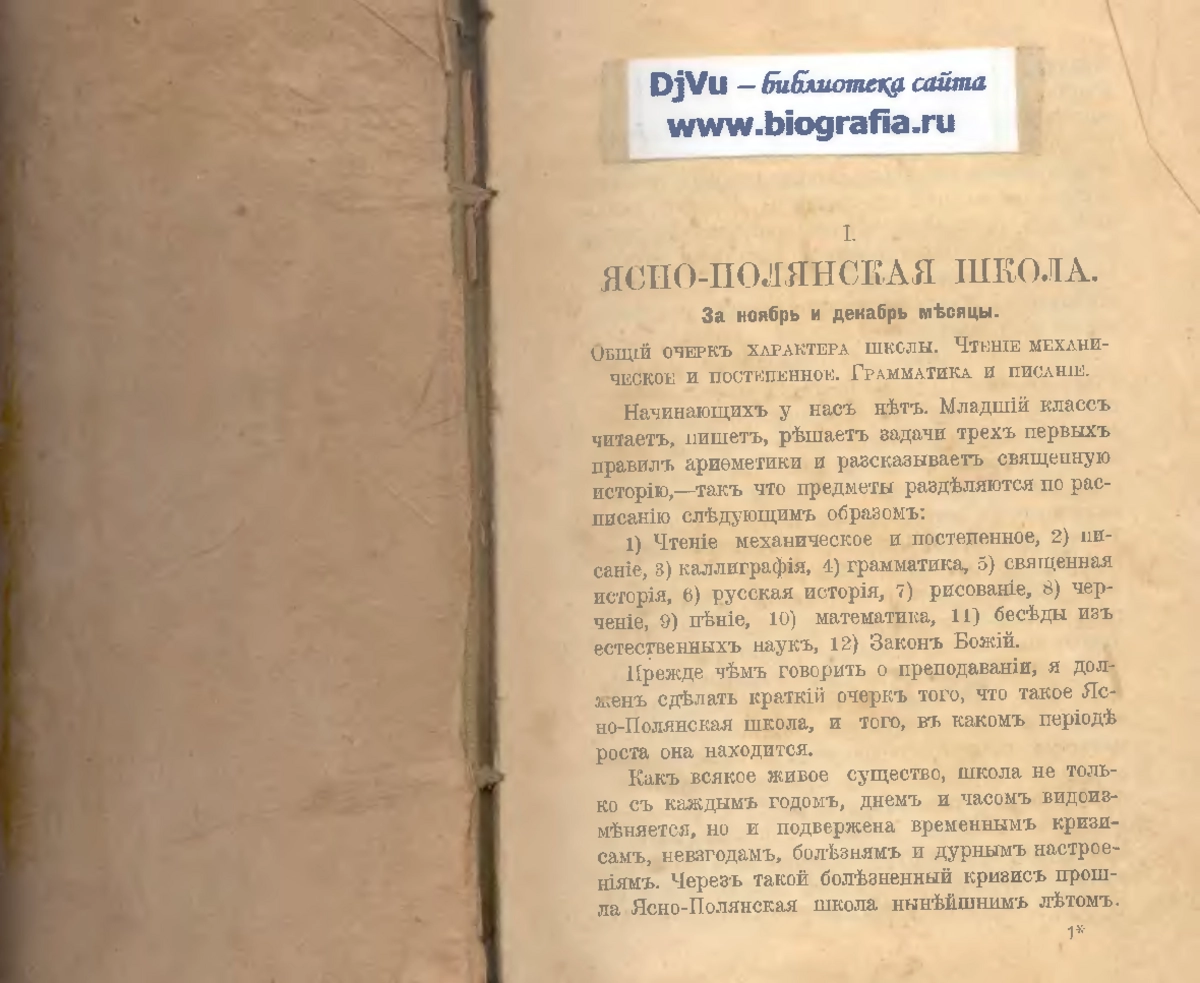 DjVu – библиотека сайта
www.biografia.ru
I.
ЯСНО-ПОЛЯНСКАЯ ШКОЛА.
За ноябрь и декабрь мѣсяцы.
Общій очеркъ характера школы. Чтеніе механи-
ческое и постепенное. Грамматика и писаніе.
Начинающихъ у насъ нѣтъ. Младшій классъ
читаетъ, пишетъ, рѣшаетъ задачи трехъ первыхъ
правилъ ариѳметики и разсказываетъ священную
исторію,—такъ что предметы раздѣляются по рас-
писанію слѣдующимъ образомъ:
1) Чтеніе механическое и постепенное, 2) пи-
саніе, 3) каллиграфія, 4) грамматика, 5) священная
исторія, 6) русская исторія, 7) рисованіе, 8) чер-
ченіе, 9) пѣніе, 10) математика, 11) бесѣды изъ
естественныхъ наукъ, 12) Законъ Божій.
Прежде чѣмъ говорить о преподаваніи, я дол-
женъ сдѣлать краткій очеркъ того, что такое Яс-
но-Полянская школа, и того, въ какомъ періодѣ
роста она находится.
Какъ всякое живое существо, школа не толь-
ко съ каждымъ годомъ, днемъ и часомъ видоиз-
мѣняется, но и подвержена временнымъ кризи-
самъ, невзгодамъ, болѣзнямъ и дурнымъ настрое-
ніямъ. Черезъ такой болѣзненный кризисъ прош-
ла Ясно-Полянская школа нынѣйшнимъ лѣтомъ.
1*